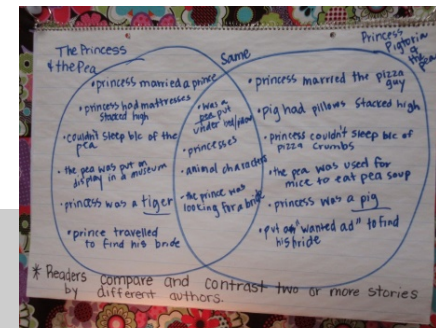 The Princess
& the Pea
• princess married a prince
• princess had mattresses
stacked high
• couldn't sleep b/c of the
pea
• the pea was put on
display in a museum
• princess was a tiger
• prince travelled
to find his bride
Same
• was a
pea put
under bed/
• princesses
• animal characters
• the prince was
looking for a bride
Princess
Pigtoria
& the
Pea
• princess married the pizza
guy
• pig had pillows stacked high
• princess couldn't sleep b/c of
pizza crumbs
• the pea was used for
mice to eat pea soup
• princess was a pig
• put "wanted ad" to find
his bride
* Readers compare and contrast two or more stories
by different authors.